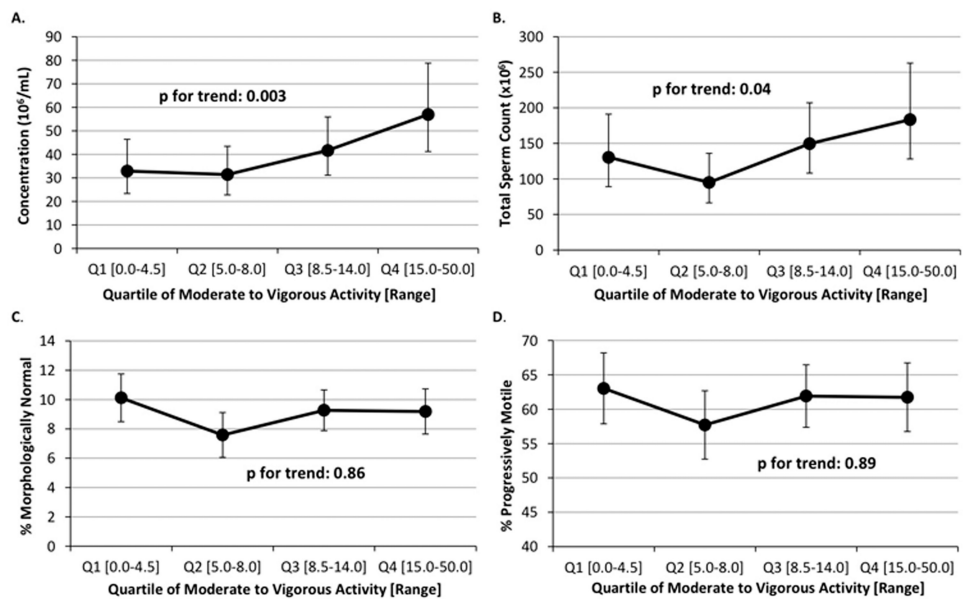 A.
90
80
70
60
50
40
30
20
10
0
Concentration (10⁶/mL)
p for trend: 0.003
Q1 [0.0-4.5] Q2 [5.0-8.0] Q3 [8.5-14.0] Q4 [15.0-50.0]
Quartile of Moderate to Vigorous Activity [Range]
B.
300
250
200
150
100
50
0
Total Sperm Count (x10⁶)
p for trend: 0.04
Q1 [0.0-4.5] Q2 [5.0-8.0] Q3 [8.5-14.0] Q4 [15.0-50.0]
Quartile of Moderate to Vigorous Activity [Range]
C.
14
12
10
8
6
4
2
0
% Morphologically Normal
p for trend: 0.86
Q1 [0.0-4.5] Q2 [5.0-8.0] Q3 [8.5-14.0] Q4 [15.0-50.0]
Quartile of Moderate to Vigorous Activity [Range]
D.
70
65
60
55
50
45
40
% Progressively Motile
p for trend: 0.89
Q1 [0.0-4.5] Q2 [5.0-8.0] Q3 [8.5-14.0] Q4 [15.0-50.0]
Quartile of Moderate to Vigorous Activity [Range]